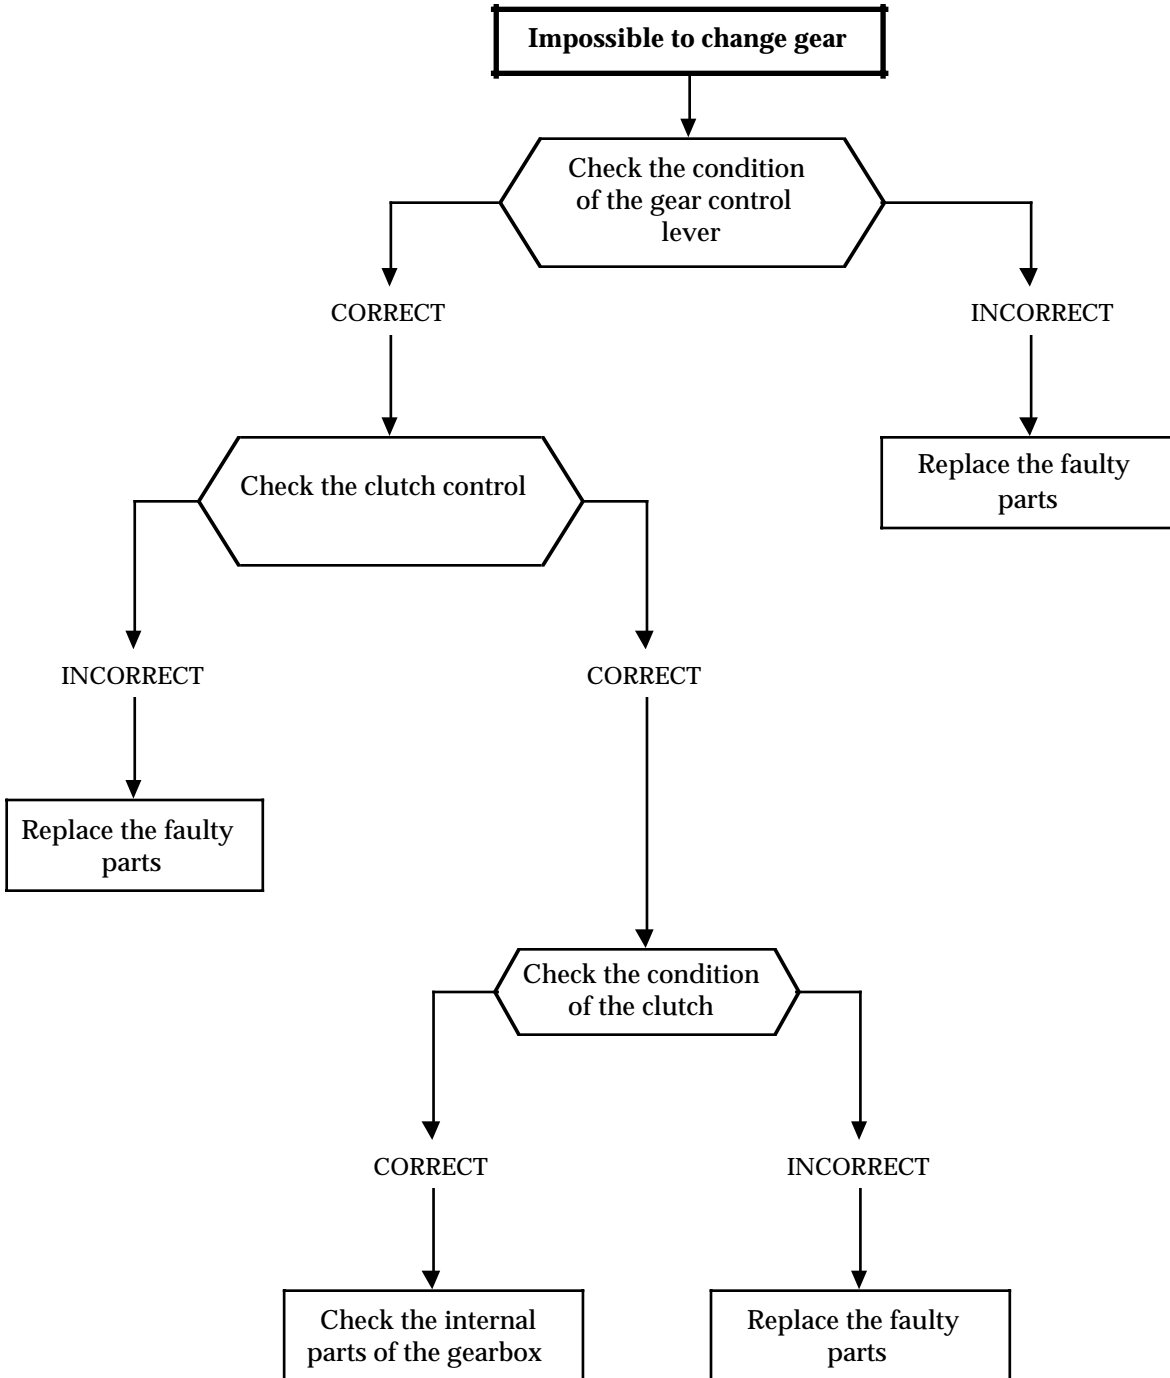 Impossible to change gear
Check the condition
of the gear control
lever
CORRECT
INCORRECT
Check the clutch control
Replace the faulty
parts
INCORRECT
CORRECT
Replace the faulty
parts
Check the condition
of the clutch
CORRECT
INCORRECT
Check the internal
parts of the gearbox
Replace the faulty
parts